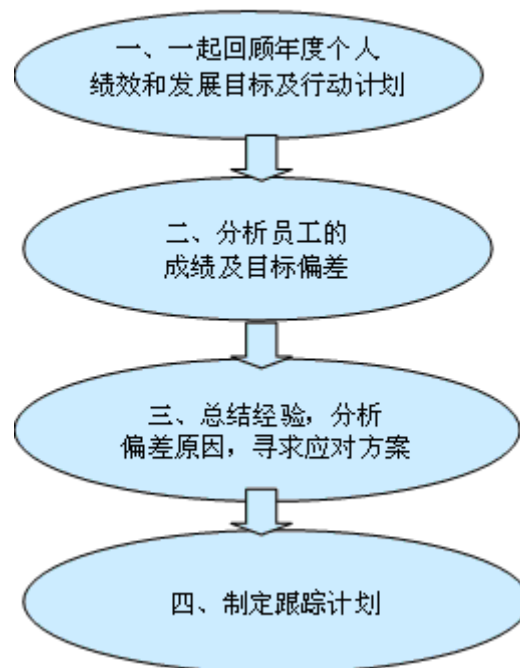 一、一起回顾年度个人
绩效和发展目标及行动计划
二、分析员工的
成绩及目标偏差
三、总结经验，分析
偏差原因，寻求应对方案
四、制定跟踪计划